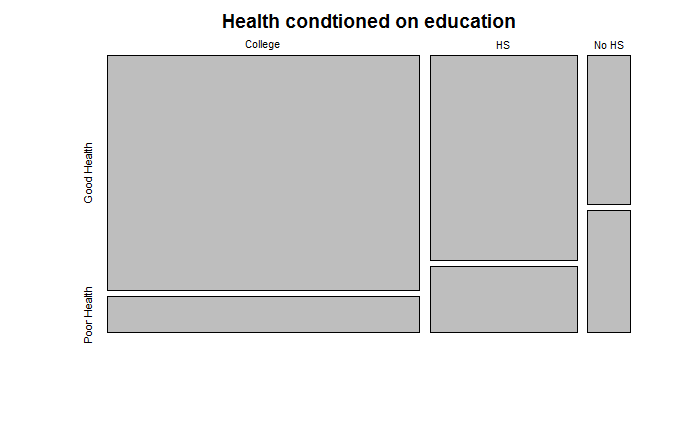 Health condtioned on education
College
HS
No HS
Good Health
Poor Health